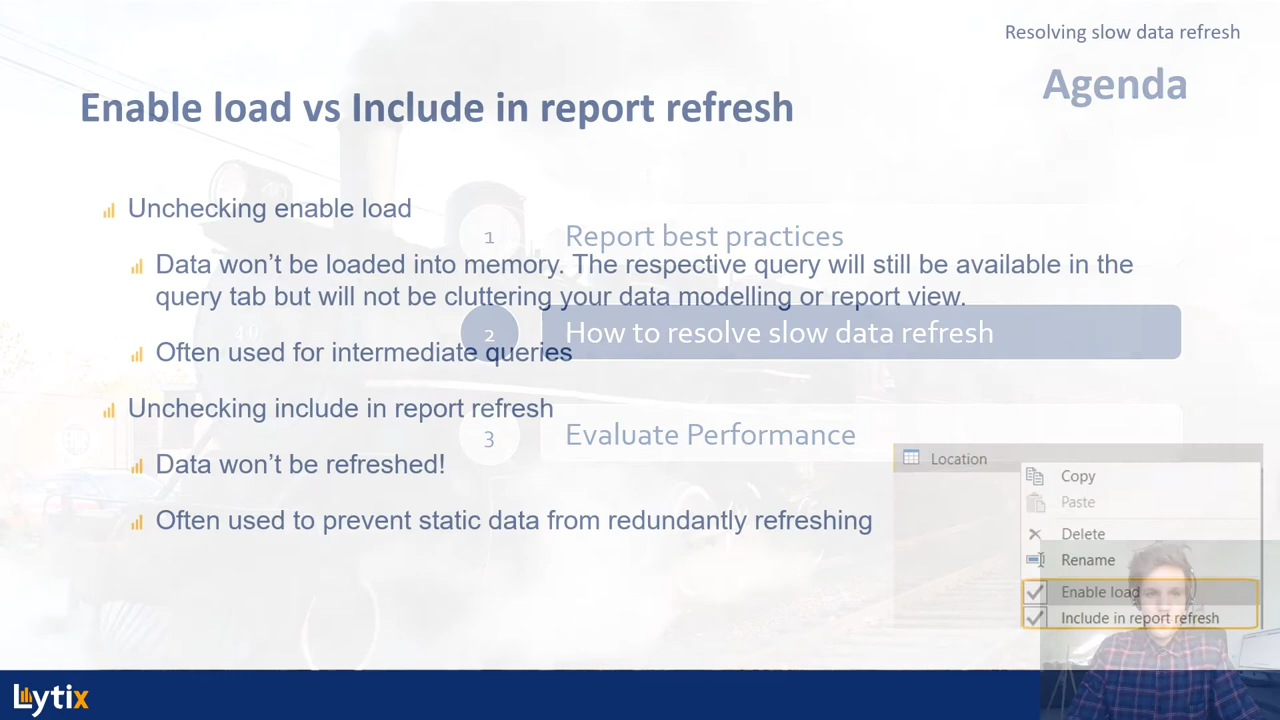 Resolving slow data refresh
Agenda
Enable load vs Include in report refresh
Unchecking enable load
1
Report best practices
Data won't be loaded into memory. The respective query will still be available in the
query tab but will not be cluttering your data modelling or report view.
2
How to resolve slow data refresh
Often used for intermediate queries
Unchecking include in report refresh
3
Evaluate Performance
Data won't be refreshed!
Often used to prevent static data from redundantly refreshing
Location
Copy
Paste
Delete
Rename
Enable load
Include in report refresh
Lytix